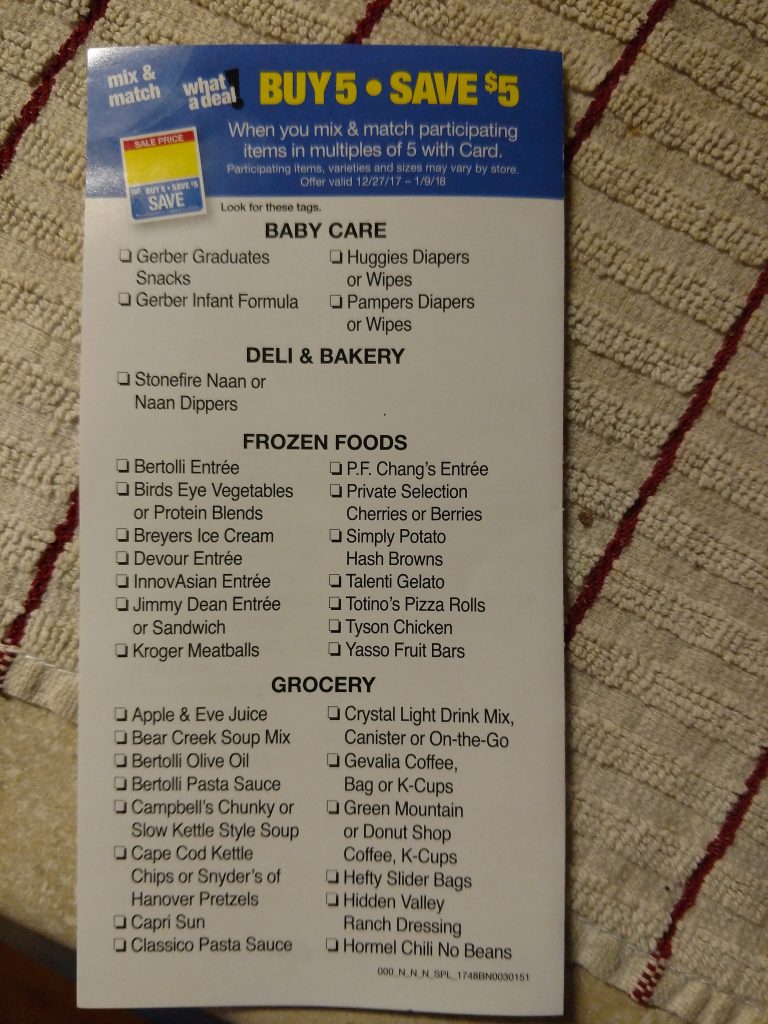 mix &
match
what
a deal!
BUY 5 • SAVE $5
When you mix & match participating
items in multiples of 5 with Card.
Participating items, varieties and sizes may vary by store.
Offer valid 12/27/17 – 1/9/18
SALE PRICE
BUY 5 • SAVE $5
SAVE
Look for these tags.
BABY CARE
❏ Gerber Graduates
Snacks
❏ Gerber Infant Formula
❏ Huggies Diapers
or Wipes
❏ Pampers Diapers
or Wipes
DELI & BAKERY
❏ Stonefire Naan or
Naan Dippers
FROZEN FOODS
❏ Bertolli Entrée
❏ Birds Eye Vegetables
or Protein Blends
❏ Breyers Ice Cream
❏ Devour Entrée
❏ InnovAsian Entrée
❏ Jimmy Dean Entrée
or Sandwich
❏ Kroger Meatballs
❏ P.F. Chang's Entrée
❏ Private Selection
Cherries or Berries
❏ Simply Potato
Hash Browns
❏ Talenti Gelato
❏ Totino's Pizza Rolls
❏ Tyson Chicken
❏ Yasso Fruit Bars
GROCERY
❏ Apple & Eve Juice
❏ Bear Creek Soup Mix
❏ Bertolli Olive Oil
❏ Bertolli Pasta Sauce
❏ Campbell's Chunky or
Slow Kettle Style Soup
❏ Cape Cod Kettle
Chips or Snyder's of
Hanover Pretzels
❏ Capri Sun
❏ Classico Pasta Sauce
❏ Crystal Light Drink Mix,
Canister or On-the-Go
❏ Gevalia Coffee,
Bag or K-Cups
❏ Green Mountain
or Donut Shop
Coffee, K-Cups
❏ Hefty Slider Bags
❏ Hidden Valley
Ranch Dressing
❏ Hormel Chili No Beans
000_N_N_N_SPL_1748BN0030151